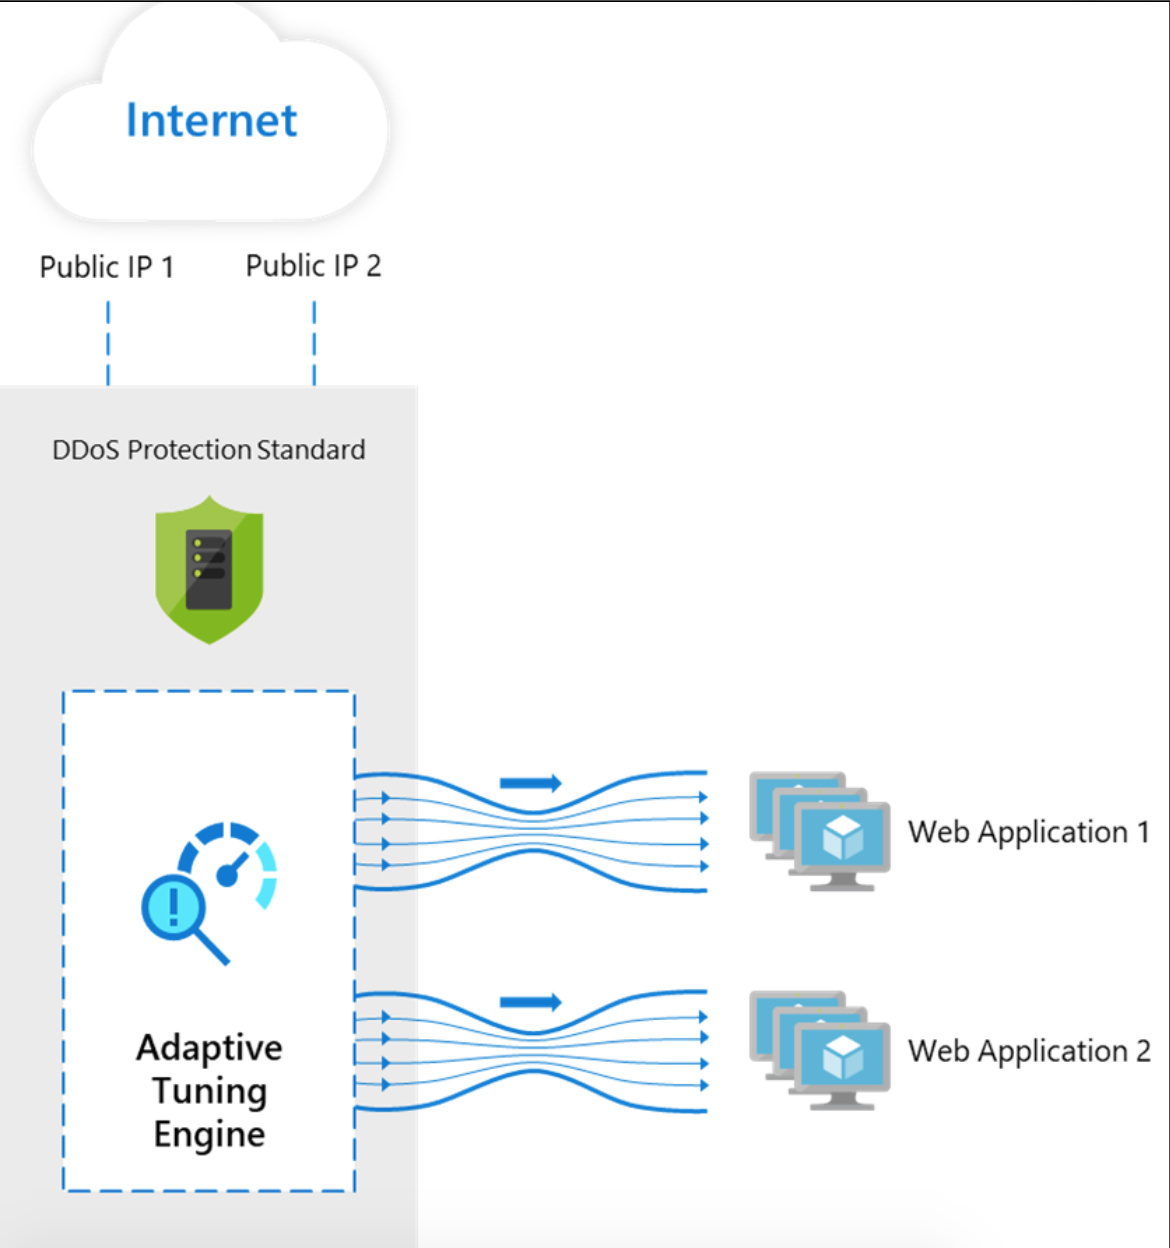 Internet
Public IP 1
Public IP 2
DDoS Protection Standard
Adaptive
Tuning
Engine
Web Application 1
Web Application 2